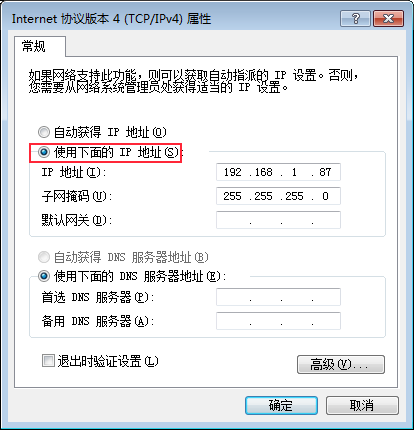 Internet 协议版本 4 (TCP/IPv4) 属性
常规
如果网络支持此功能，则可以获取自动指派的 IP 设置。否则，
您需要从网络系统管理员处获得适当的 IP 设置。
自动获得 IP 地址(O)
使用下面的 IP 地址(S):
IP 地址(I): 192 .168 . 1 . 87
子网掩码(U): 255 .255 .255 . 0
默认网关(D): . . .
自动获得 DNS 服务器地址(B)
使用下面的 DNS 服务器地址(E):
首选 DNS 服务器(P): . . .
备用 DNS 服务器(A): . . .
退出时验证设置(L)
高级(V)...
确定
取消